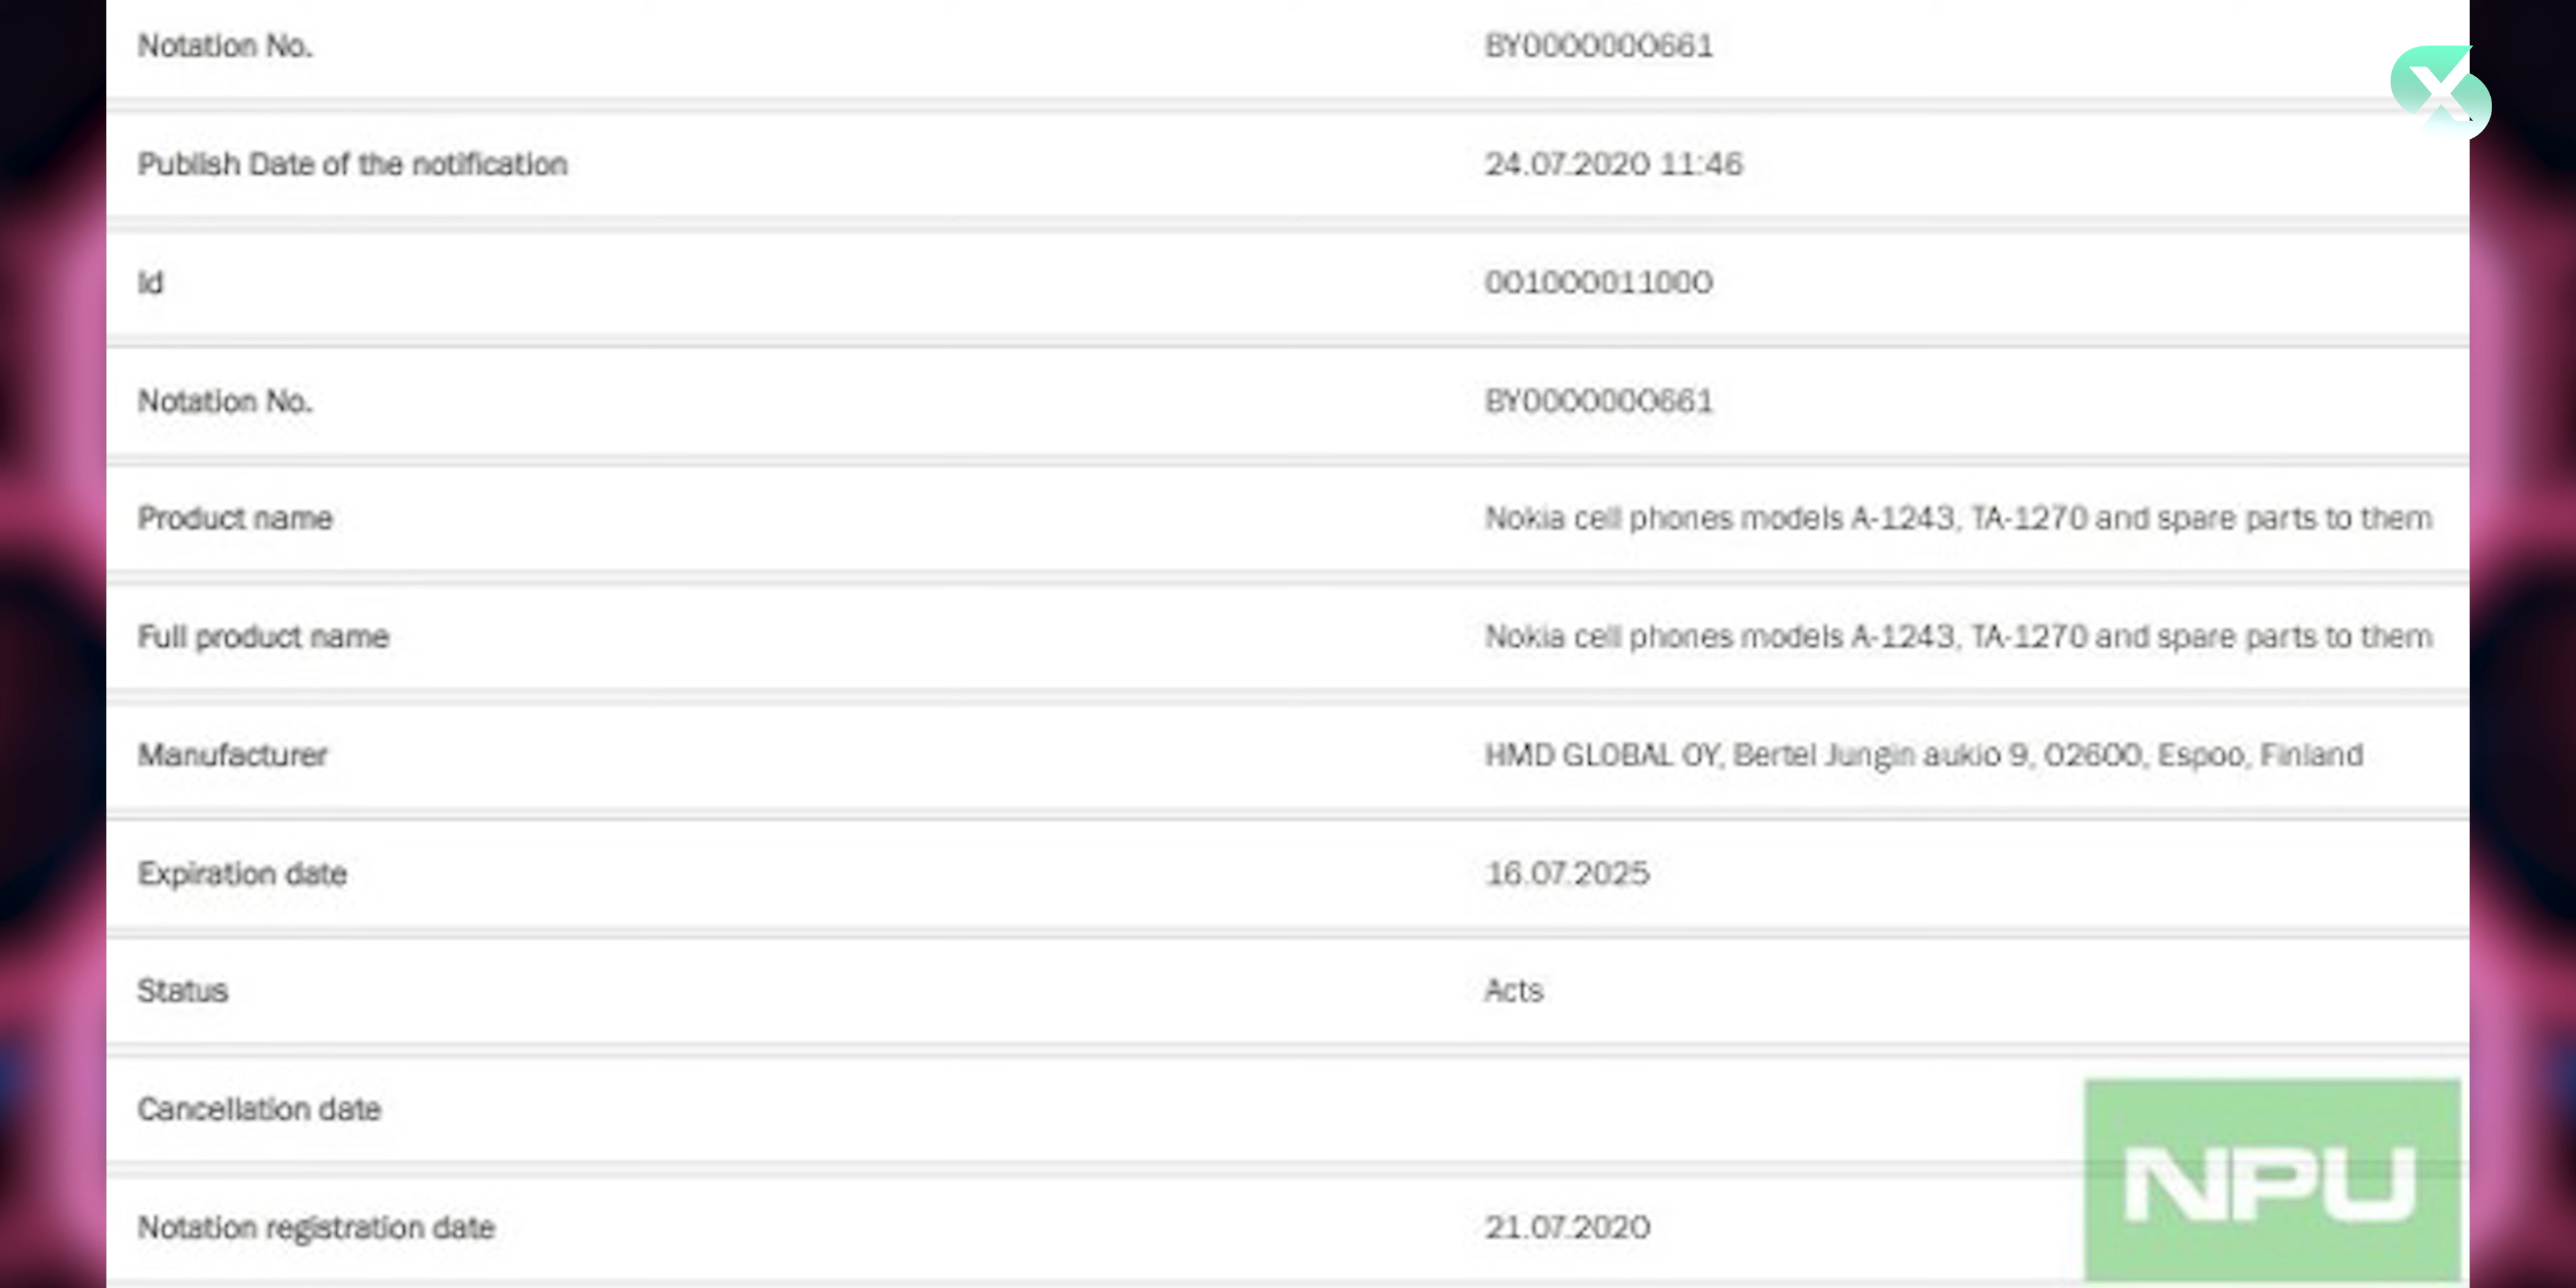 Notation No. BY0000000661
Publish Date of the notification 24.07.2020 11:46
Id 001000011000
Notation No. BY0000000661
Product name Nokia cell phones models A-1243, TA-1270 and spare parts to them
Full product name Nokia cell phones models A-1243, TA-1270 and spare parts to them
Manufacturer HMD GLOBAL OY, Bertel Jungin aukio 9, 02600, Espoo, Finland
Expiration date 16.07.2025
Status Acts
Cancellation date
Notation registration date 21.07.2020
NPU
X